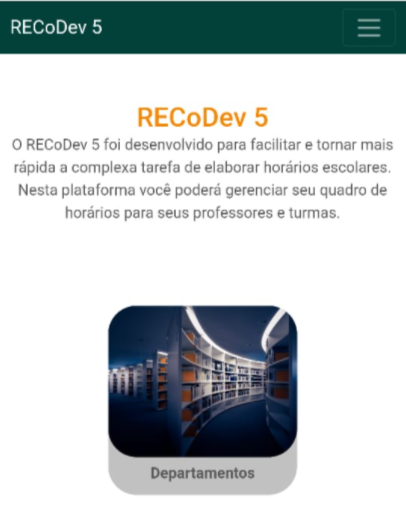 RECoDev 5
RECoDev 5
O RECoDev 5 foi desenvolvido para facilitar e tornar mais
rápida a complexa tarefa de elaborar horários escolares.
Nesta plataforma você poderá gerenciar seu quadro de
horários para seus professores e turmas.
Departamentos